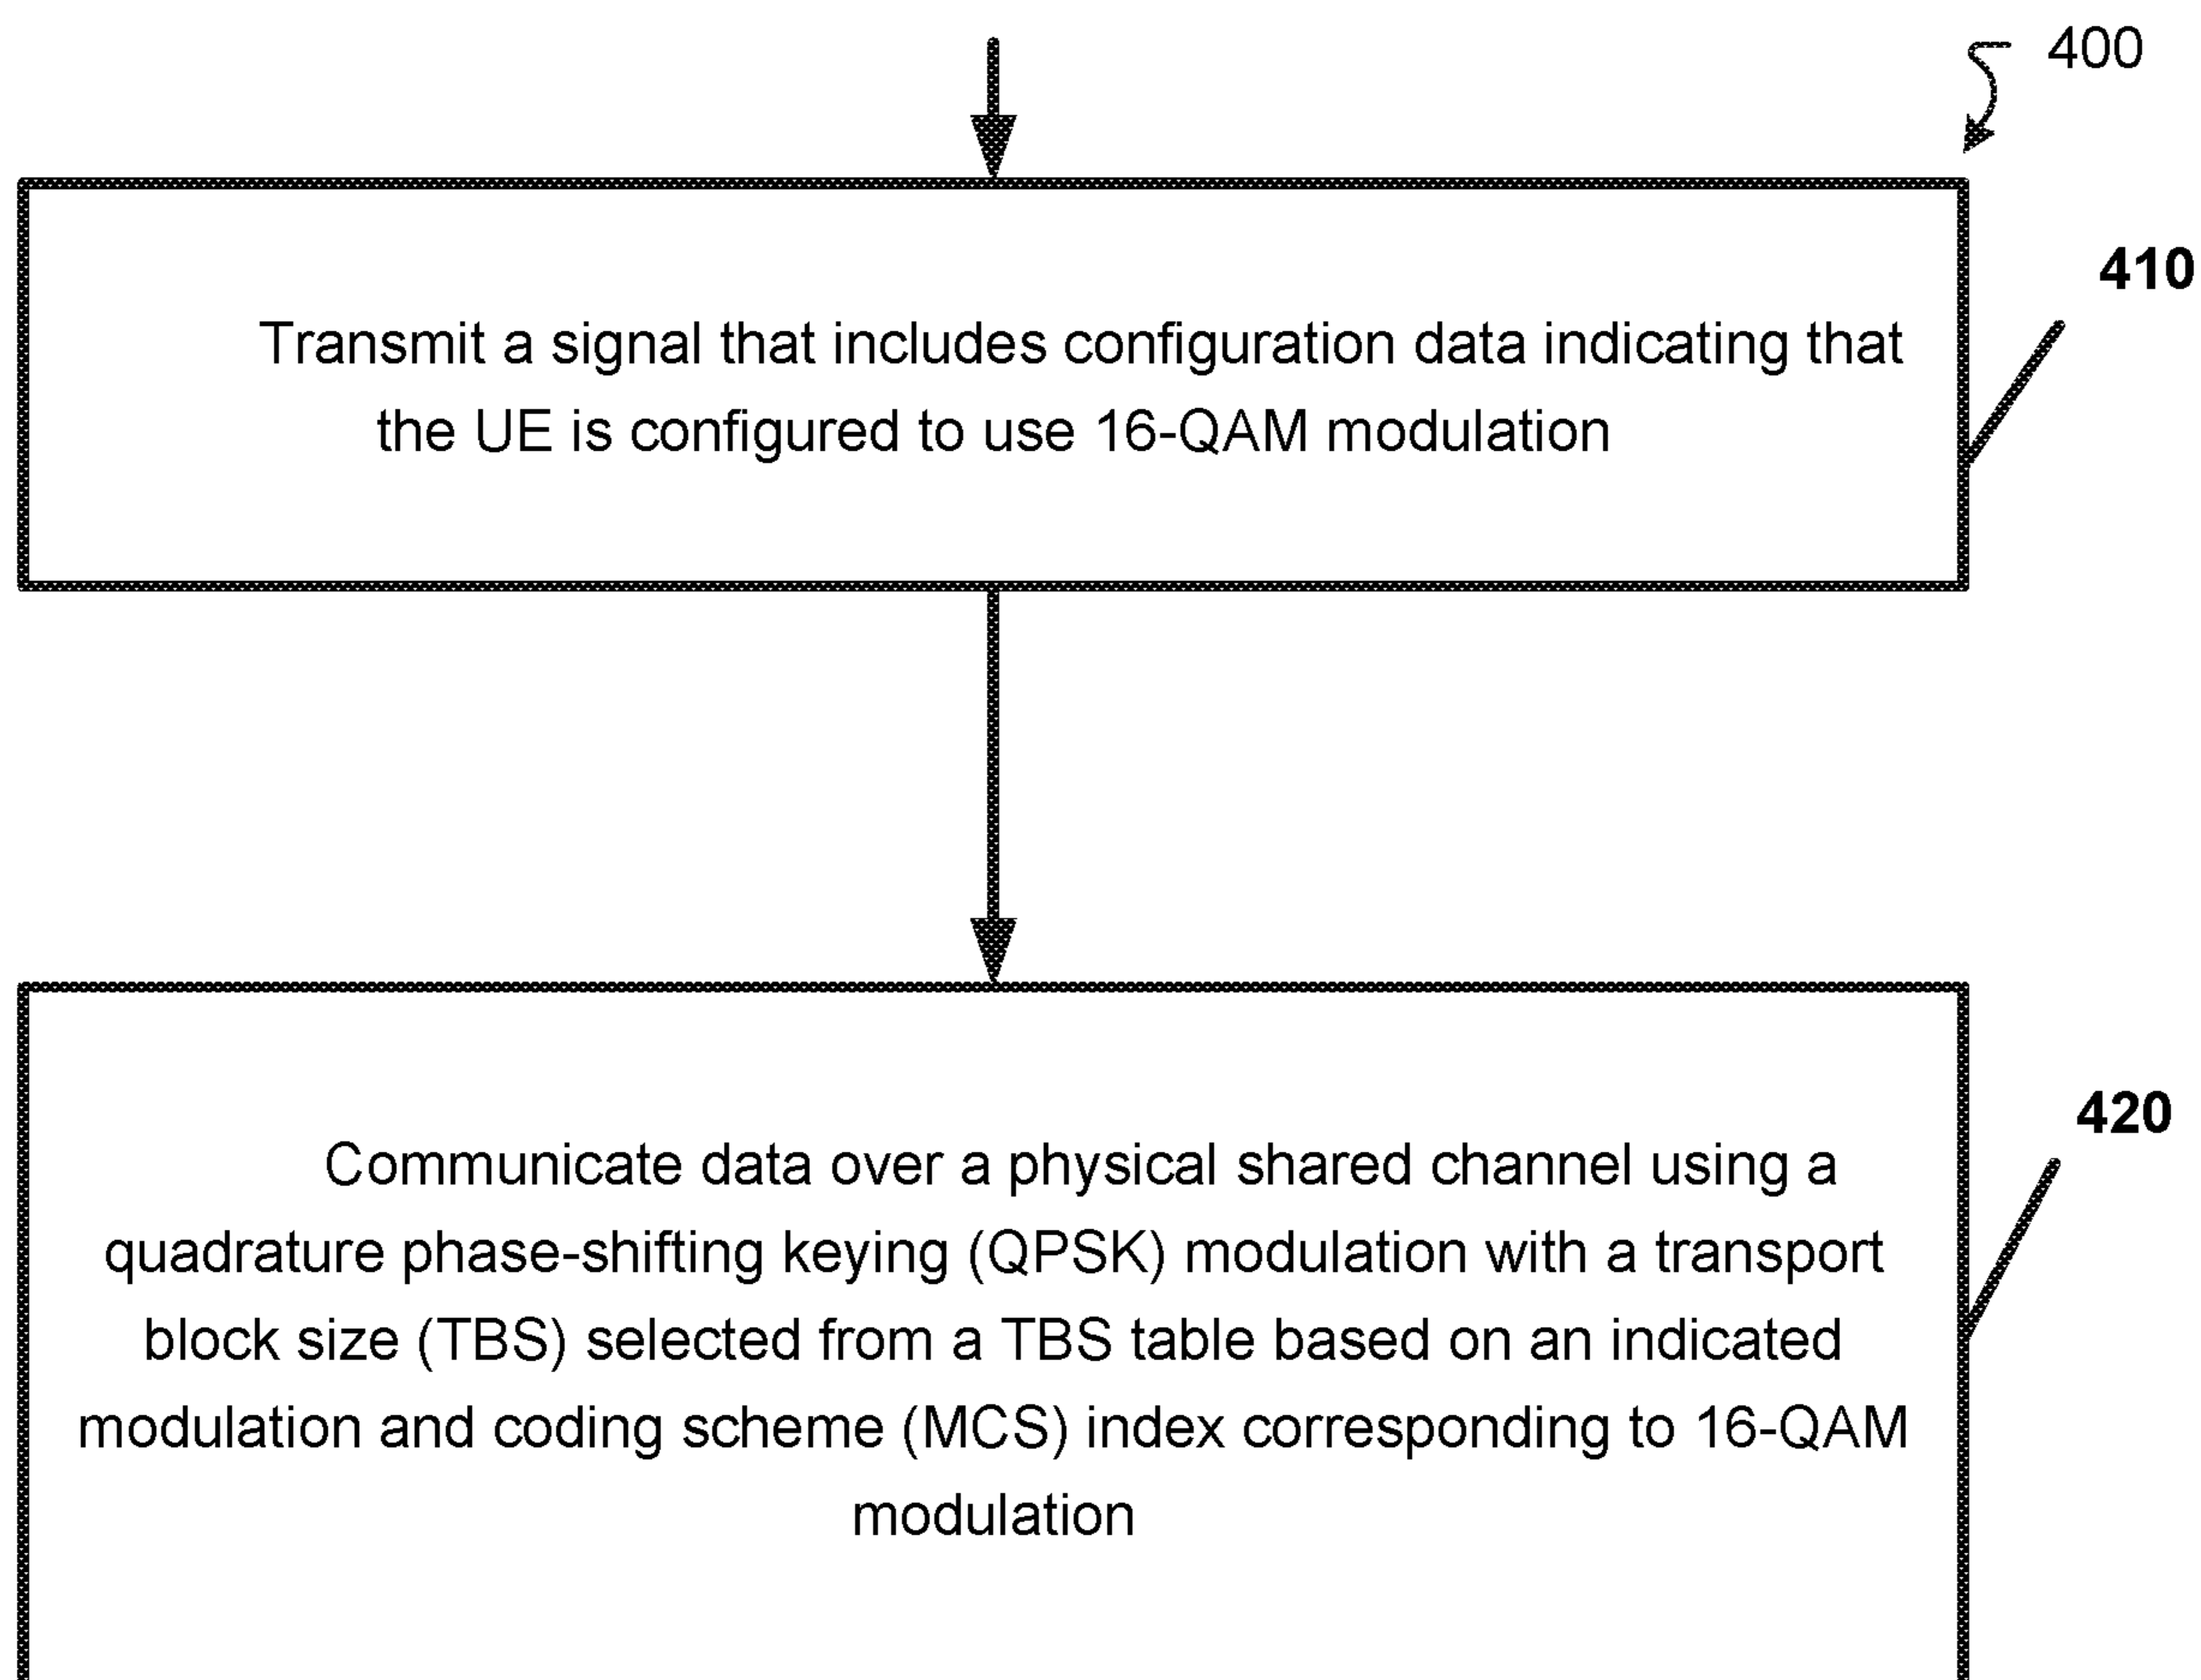 400
410
Transmit a signal that includes configuration data indicating that
the UE is configured to use 16-QAM modulation
420
Communicate data over a physical shared channel using a
quadrature phase-shifting keying (QPSK) modulation with a transport
block size (TBS) selected from a TBS table based on an indicated
modulation and coding scheme (MCS) index corresponding to 16-QAM
modulation